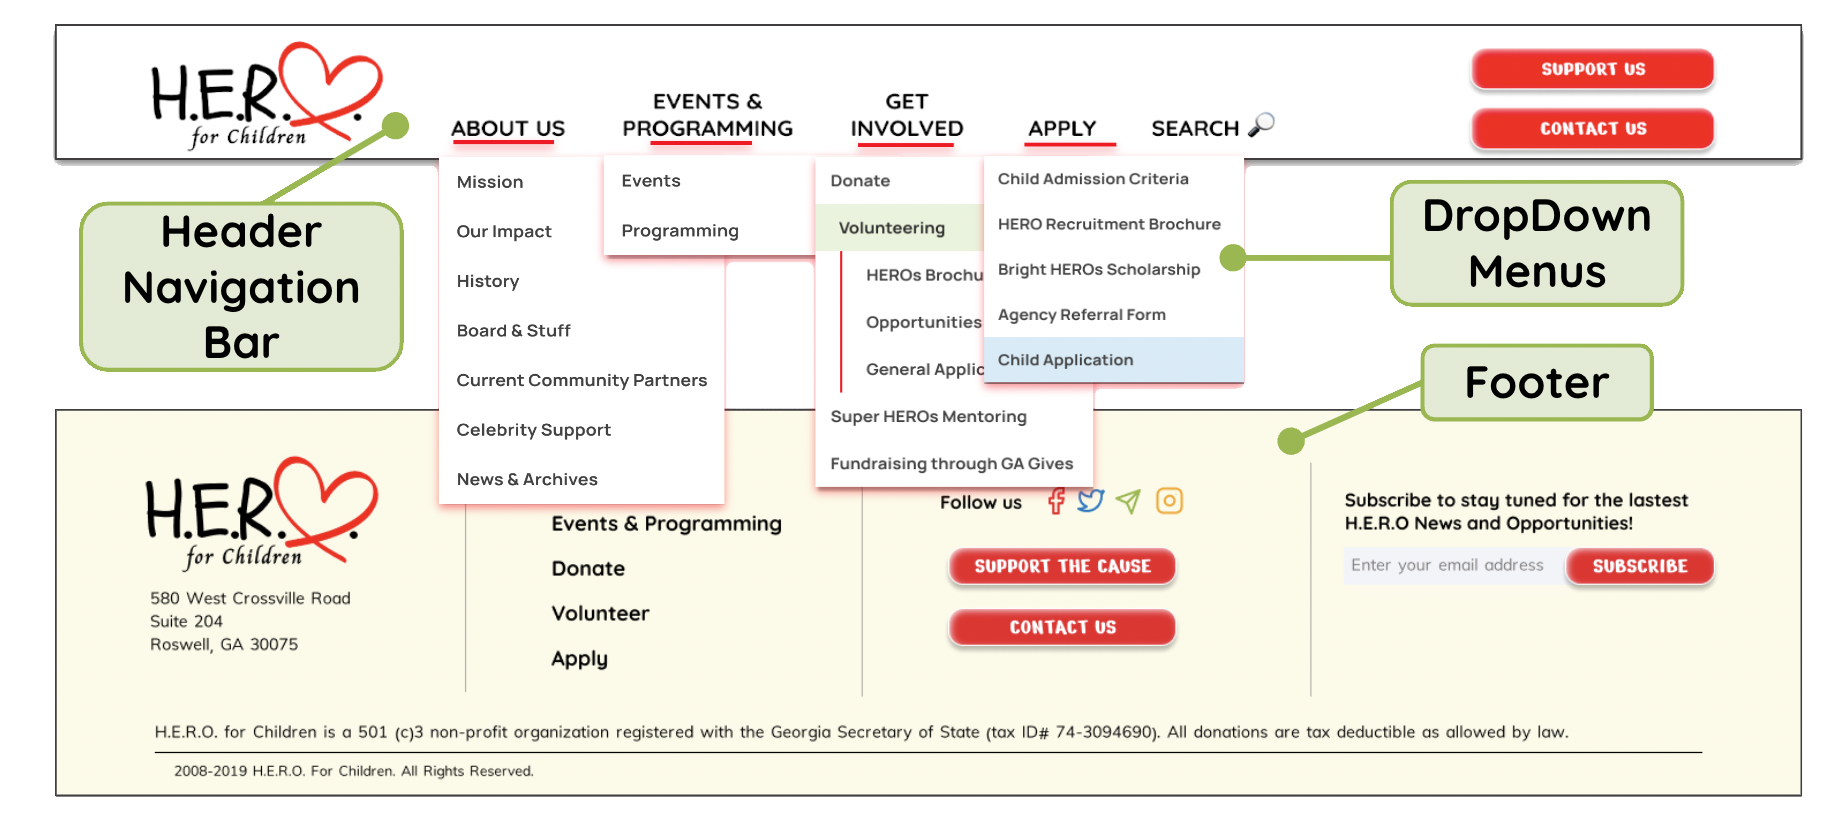 H.E.R.
for Children
ABOUT US
EVENTS &
PROGRAMMING
GET
INVOLVED
APPLY
SEARCH
SUPPORT US
CONTACT US
Header
Navigation
Bar
Mission
Our Impact
History
Board & Stuff
Current Community Partners
Celebrity Support
News & Archives
Events
Programming
Donate
Volunteering
HEROs Brochu
Opportunities
General Applic
Super HEROs Mentoring
Fundraising through GA Gives
Child Admission Criteria
HERO Recruitment Brochure
Bright HEROs Scholarship
Agency Referral Form
Child Application
DropDown
Menus
Footer
H.E.R.
for Children
580 West Crossville Road
Suite 204
Roswell, GA 30075
Events & Programming
Donate
Volunteer
Apply
Follow us
SUPPORT THE CAUSE
CONTACT US
Subscribe to stay tuned for the lastest
H.E.R.O News and Opportunities!
Enter your email address
SUBSCRIBE
H.E.R.O. for Children is a 501 (c)3 non-profit organization registered with the Georgia Secretary of State (tax ID# 74-3094690). All donations are tax deductible as allowed by law.
2008-2019 H.E.R.O. For Children. All Rights Reserved.